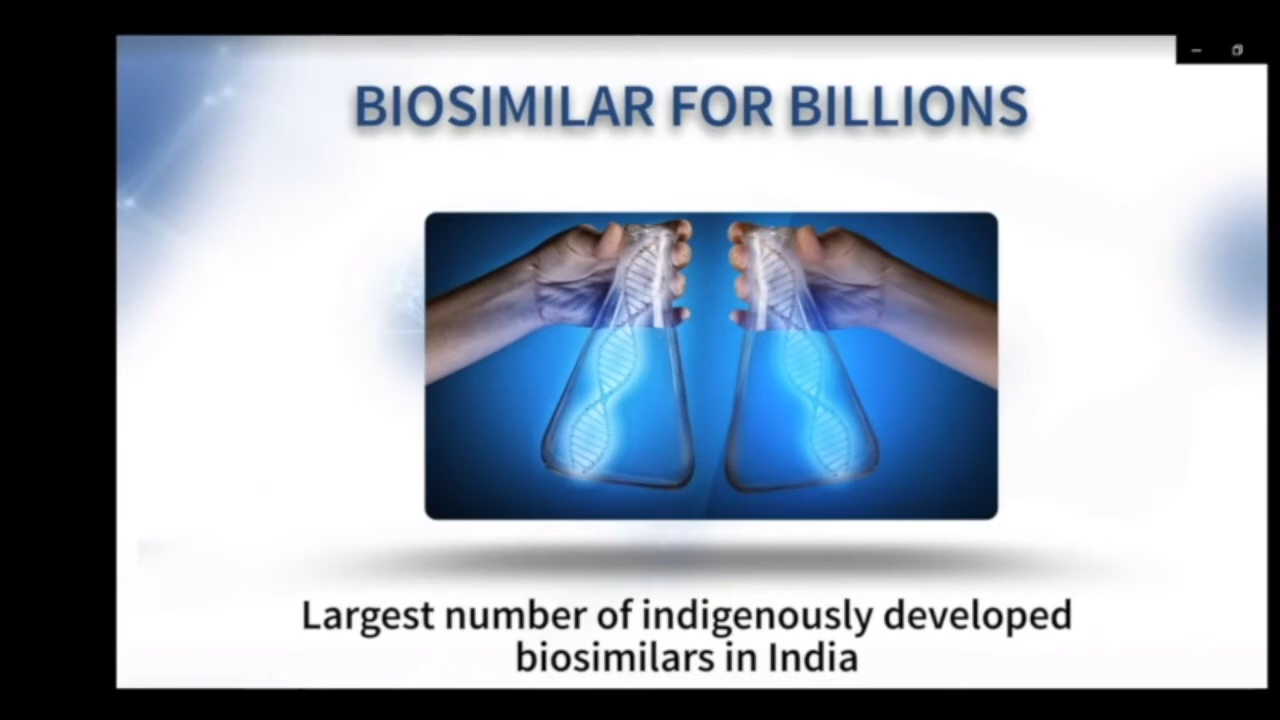 BIOSIMILAR FOR BILLIONS
Largest number of indigenously developed
biosimilars in India